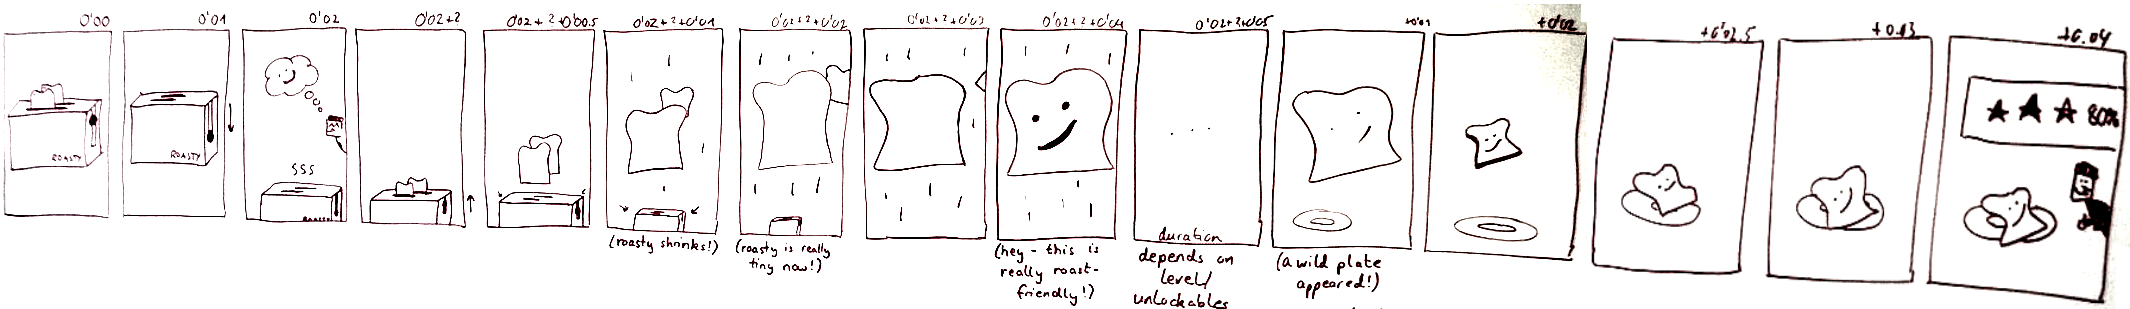 0'00
0'01
0'02
0'02+2
0'02+2+0'00.5
0'02+2+0'01
0'02+2+0'02
0'02+2+0'03
0'02+2+0'04
0'02+2+0'05
+0'01
+0'02
+0'02.5
+0.03
+0.04
ROASTY
ROASTY
SSS
80%
(roasty shrinks!)
(roasty is really
tiny now!)
(hey - this is
really roast-
friendly!)
...
duration
depends on
level/
unlockables
(a wild plate
appeared!)